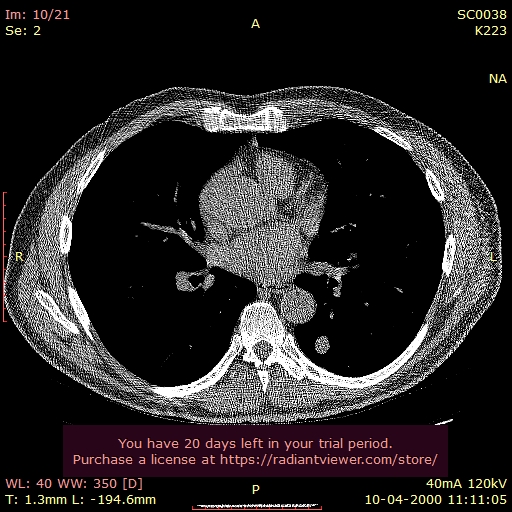 Im: 10/21
Se: 2
A
SC0038
K223
NA
R
L
You have 20 days left in your trial period.
Purchase a license at https://radiantviewer.com/store/
WL: 40 WW: 350 [D]
T: 1.3mm L: -194.6mm
P
40mA 120kV
10-04-2000 11:11:05